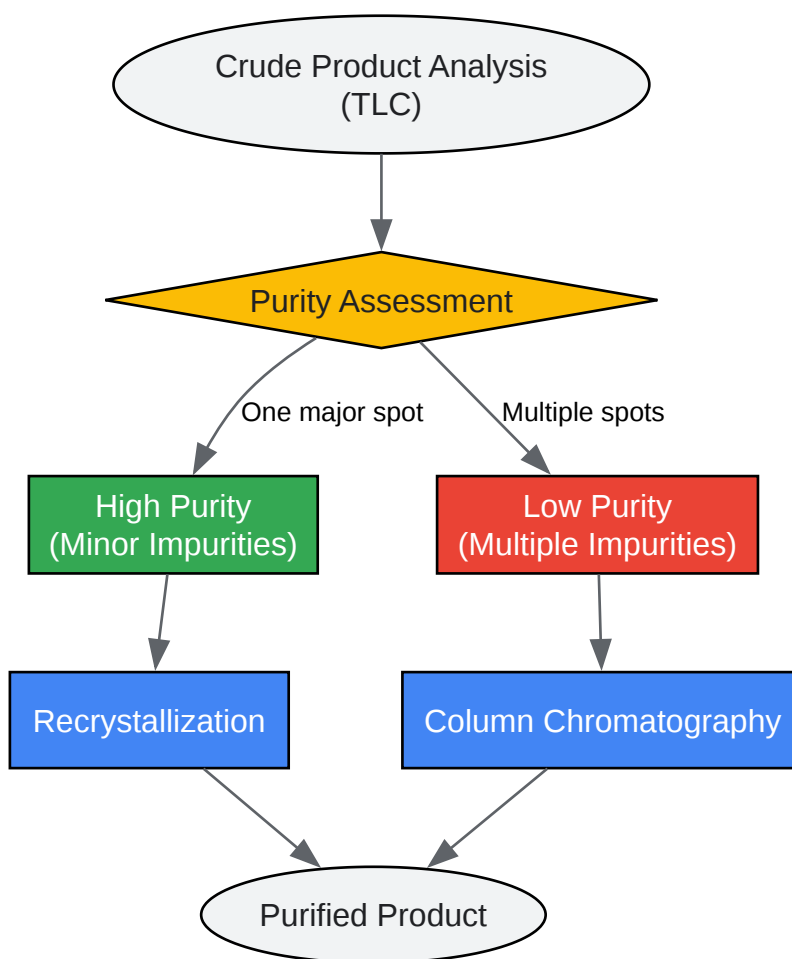 Crude Product Analysis
(TLC)
Purity Assessment
One major spot
Multiple spots
High Purity
(Minor Impurities)
Low Purity
(Multiple Impurities)
Recrystallization
Column Chromatography
Purified Product